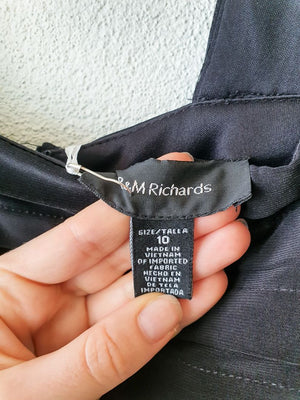 R&M Richards
SIZE/TALLA
10
MADE IN
VIETNAM
OF IMPORTED
FABRIC
HECHO EN
VIETNAM
DE TELA
IMPORTADA